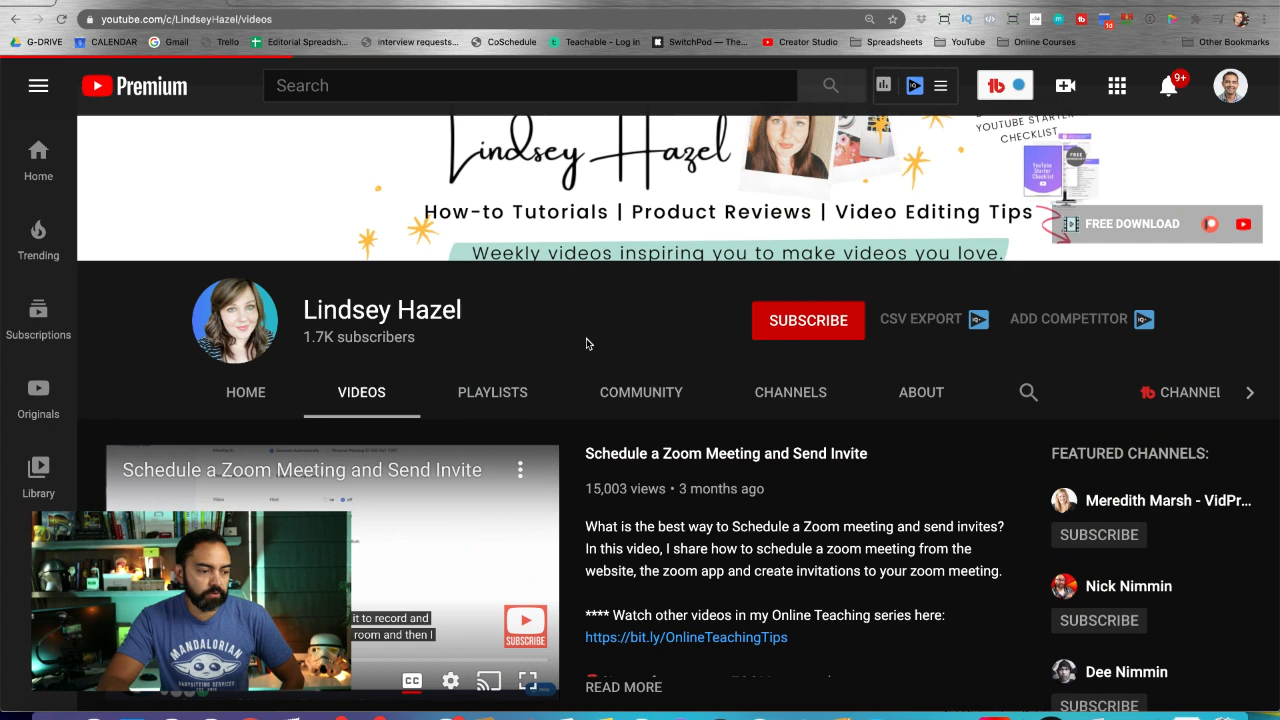 youtube.com/c/LindseyHazel/videos
G-DRIVE
CALENDAR
Gmail
Trello
Editorial Spreadsh...
interview requests...
CoSchedule
Teachable - Log in
SwitchPod — The...
Creator Studio
Spreadsheets
YouTube
Online Courses
Other Bookmarks
Premium
Search
9+
Lindsey Hazel
YOUTUBE STARTER
CHECKLIST
How-to Tutorials | Product Reviews | Video Editing Tips
FREE DOWNLOAD
Weekly videos inspiring you to make videos you love.
Lindsey Hazel
1.7K subscribers
SUBSCRIBE
CSV EXPORT
ADD COMPETITOR
HOME
VIDEOS
PLAYLISTS
COMMUNITY
CHANNELS
ABOUT
CHANNEL
Home
Trending
Subscriptions
Originals
Library
Schedule a Zoom Meeting and Send Invite
it to record and
room and then I
SUBSCRIBE
CC
MANDALORIAN
BABYSITTING SERVICES
Schedule a Zoom Meeting and Send Invite
15,003 views • 3 months ago
What is the best way to Schedule a Zoom meeting and send invites?
In this video, I share how to schedule a zoom meeting from the
website, the zoom app and create invitations to your zoom meeting.
**** Watch other videos in my Online Teaching series here:
https://bit.ly/OnlineTeachingTips
READ MORE
FEATURED CHANNELS:
Meredith Marsh - VidPr...
SUBSCRIBE
Nick Nimmin
SUBSCRIBE
Dee Nimmin
SUBSCRIBE